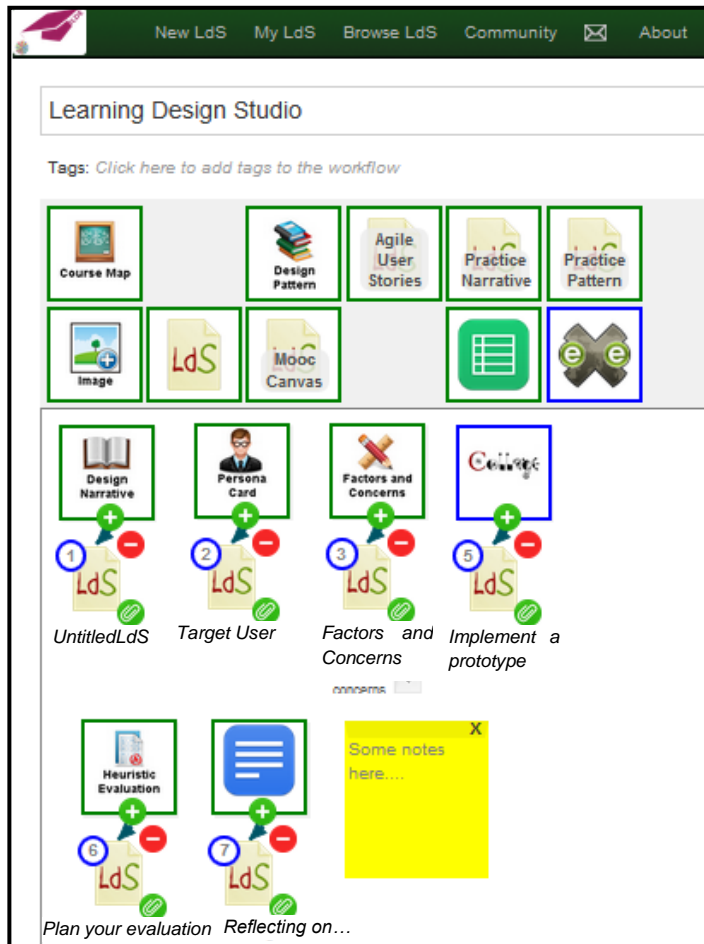 New LdS My LdS Browse LdS Community About
Learning Design Studio
Tags: Click here to add tags to the workflow
Course Map
Design
Pattern
Agile
User
Stories
Practice
Narrative
Practice
Pattern
Image
LdS
Mooc
Canvas
e e
Design
Narrative
Persona
Card
Factors and
Concerns
College
1
LdS
2
LdS
3
LdS
5
LdS
UntitledLdS
Target User
Factors and
Concerns
Implement a
prototype
concerns
Heuristic
Evaluation
X
Some notes
here....
6
LdS
7
LdS
Plan your evaluation
Reflecting on…